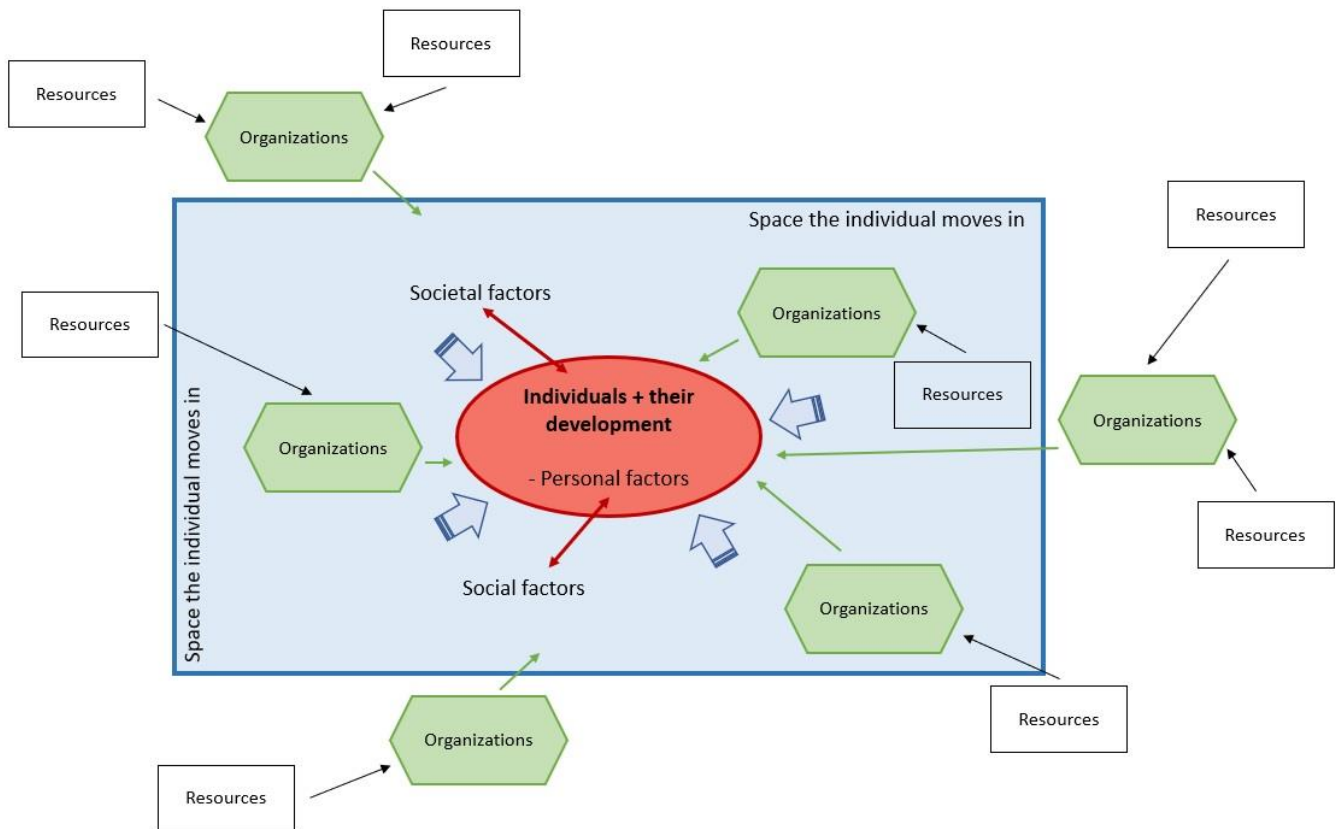 Resources
Resources
Organizations
Resources
Space the individual moves in
Societal factors
Organizations
Resources
Individuals + their
development
Resources
Organizations
Organizations
- Personal factors
Resources
Space the individual moves in
Social factors
Organizations
Resources
Organizations
Resources